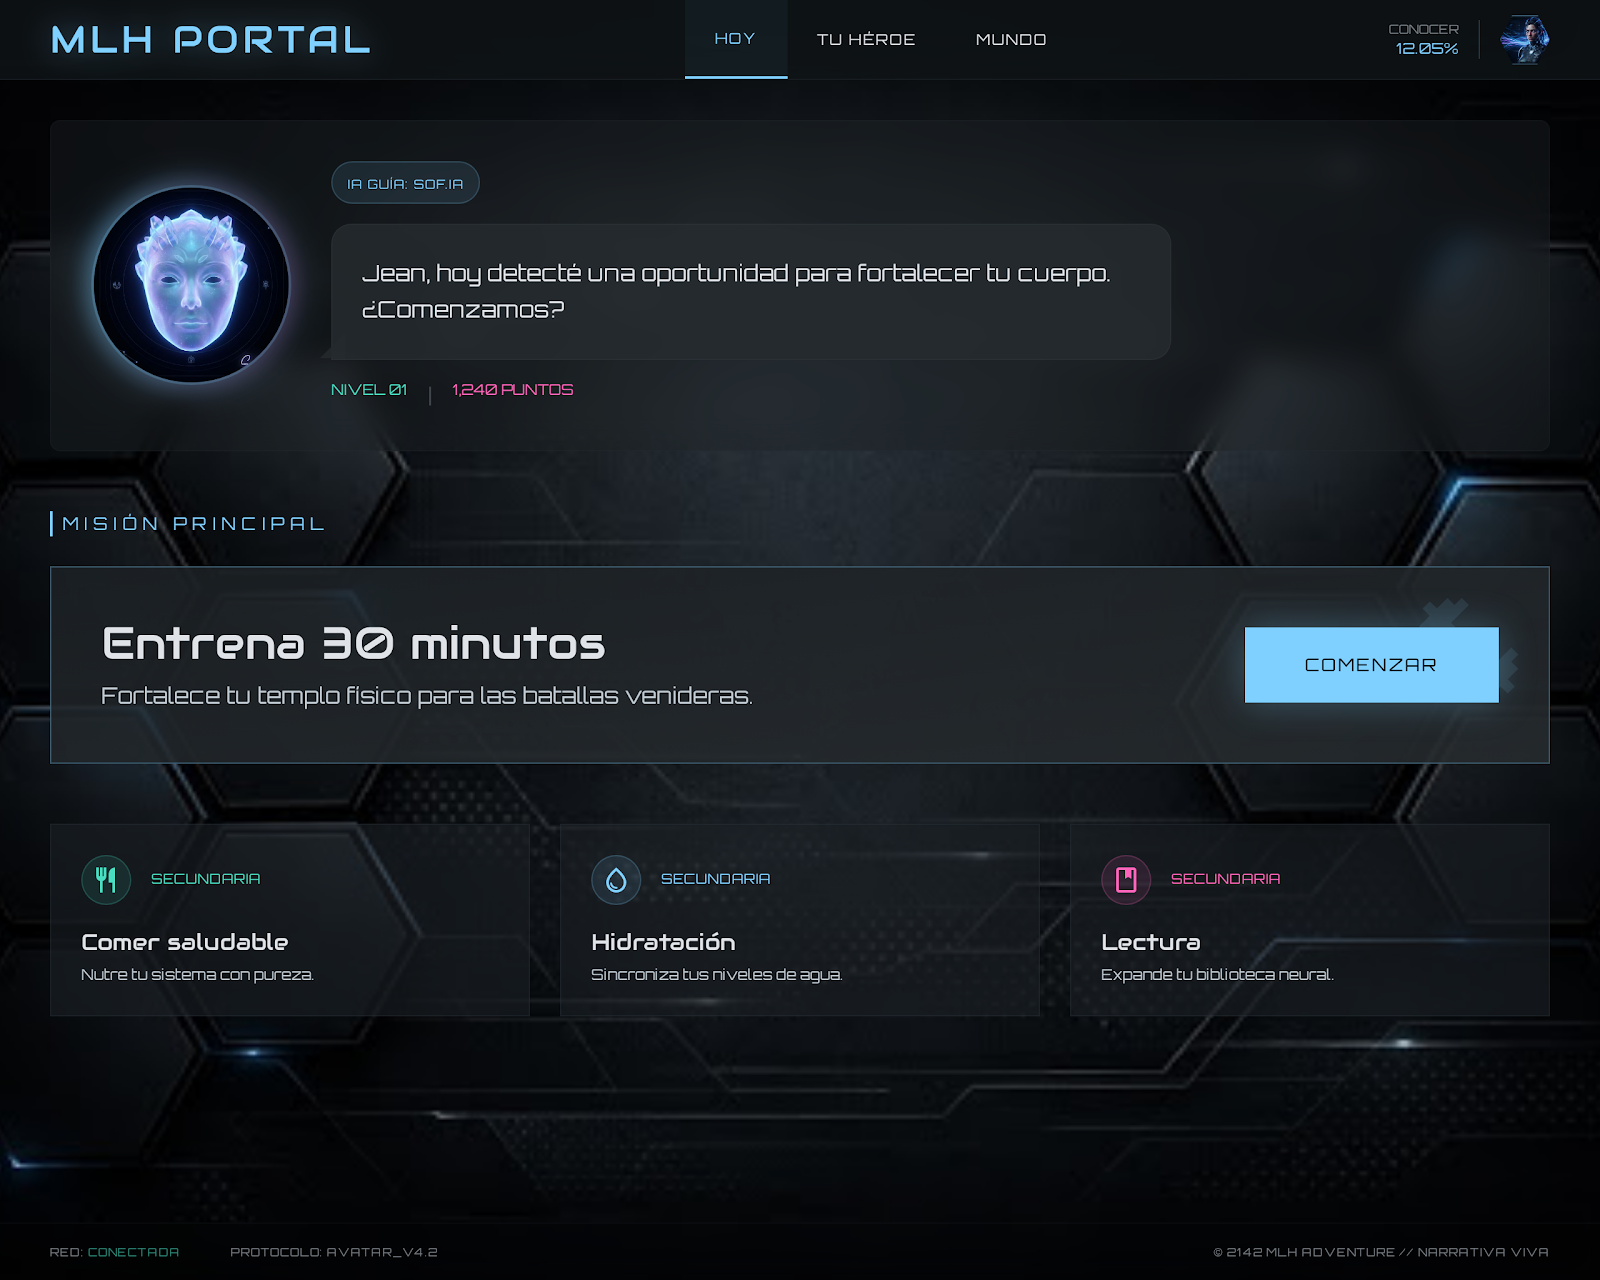 MLH PORTAL
HOY
TU HÉROE
MUNDO
CONOCER
12.05%
IA GUÍA: SOF.IA
Jean, hoy detecté una oportunidad para fortalecer tu cuerpo.
¿Comenzamos?
NIVEL 01 | 1,240 PUNTOS
MISIÓN PRINCIPAL
Entrena 30 minutos
Fortalece tu templo físico para las batallas venideras.
COMENZAR
SECUNDARIA
Comer saludable
Nutre tu sistema con pureza.
SECUNDARIA
Hidratación
Sincroniza tus niveles de agua.
SECUNDARIA
Lectura
Expande tu biblioteca neural.
RED: CONECTADA
PROTOCOLO: AVATAR_V4.2
© 2142 MLH ADVENTURE // NARRATIVA VIVA